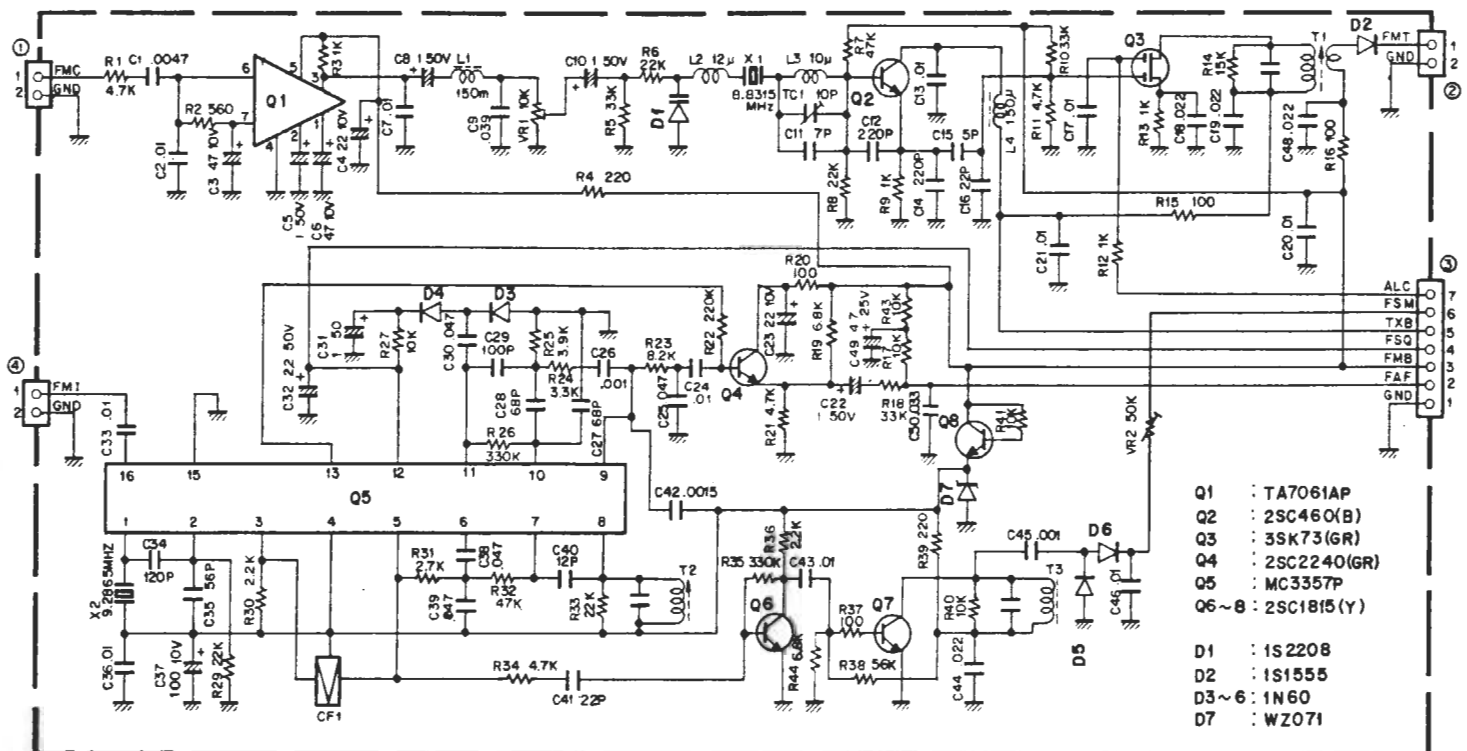 ①
1 FMC
2 GND
R1 4.7K
C1 .0047
C2 .01
R2 560
C3 47 10V
Q1
6
7
5
3
4
2
1
R3 1K
C5 1 50V
C6 47 10V
C4 22 10V
C7 .01
C8 1 50V
L1 150m
C9 .039
VR1 10K
C10 1 50V
R6 22K
R5 33K
D1
L2 12μ
X1
8.8315 MHz
L3 10μ
TC1 10P
C11 7P
R7 47K
Q2
C12 220P
R8 22K
R9 1K
C13 .01
C14 220P
C15 5P
C16 22P
L4 150μ
R10 33K
R11 4.7K
C17 .01
Q3
R13 1K
C18 .022
C19 .022
R14 15K
T1
D2
C48 .022
R16 100
FMT 1
GND 2
②
R4 220
R15 100
C21 .01
R12 1K
C20 .01
③
ALC 7
FSM 6
TXB 5
FSQ 4
FMB 3
FAF 2
GND 1
④
1 FMI
2 GND
C33 .01
C32 22 50V
C31 1 50
R27 10K
D4
D3
C30 .047
C29 100P
R25 3.9K
R24 3.3K
C28 68P
C27 68P
R26 330K
C26 .001
R23 8.2K
C25 .047
C24 .01
R22 220K
Q4
R20 100
C23 22 10V
R19 6.8K
C49 47 25V
R43 10K
R17 10K
R21 4.7K
C22 1 50V
R18 33K
C50 .033
Q8
R41 10K
D7
VR2 50K
16 15 13 12 11 10 9
Q5
1 2 3 4 5 6 7 8
X2 9.2865MHZ
C34 120P
C35 56P
C36 .01
C37 100 10V
R29 22K
R30 2.2K
CF1
R31 2.7K
C38 .047
C39 .047
R32 47K
C40 12P
R33 22K
T2
R34 4.7K
C41 22P
C42 .0015
R36 2.2K
R35 330K
C43 .01
Q6
R44 6.8K
R37 100
Q7
R38 56K
R39 220
C44 .022
R40 10K
T3
C45 .001
D6
D5
C46 .01
Q1 : TA7061AP
Q2 : 2SC460(B)
Q3 : 3SK73(GR)
Q4 : 2SC2240(GR)
Q5 : MC3357P
Q6~8 : 2SC1815(Y)
D1 : 1S2208
D2 : 1S1555
D3~6 : 1N60
D7 : WZ071